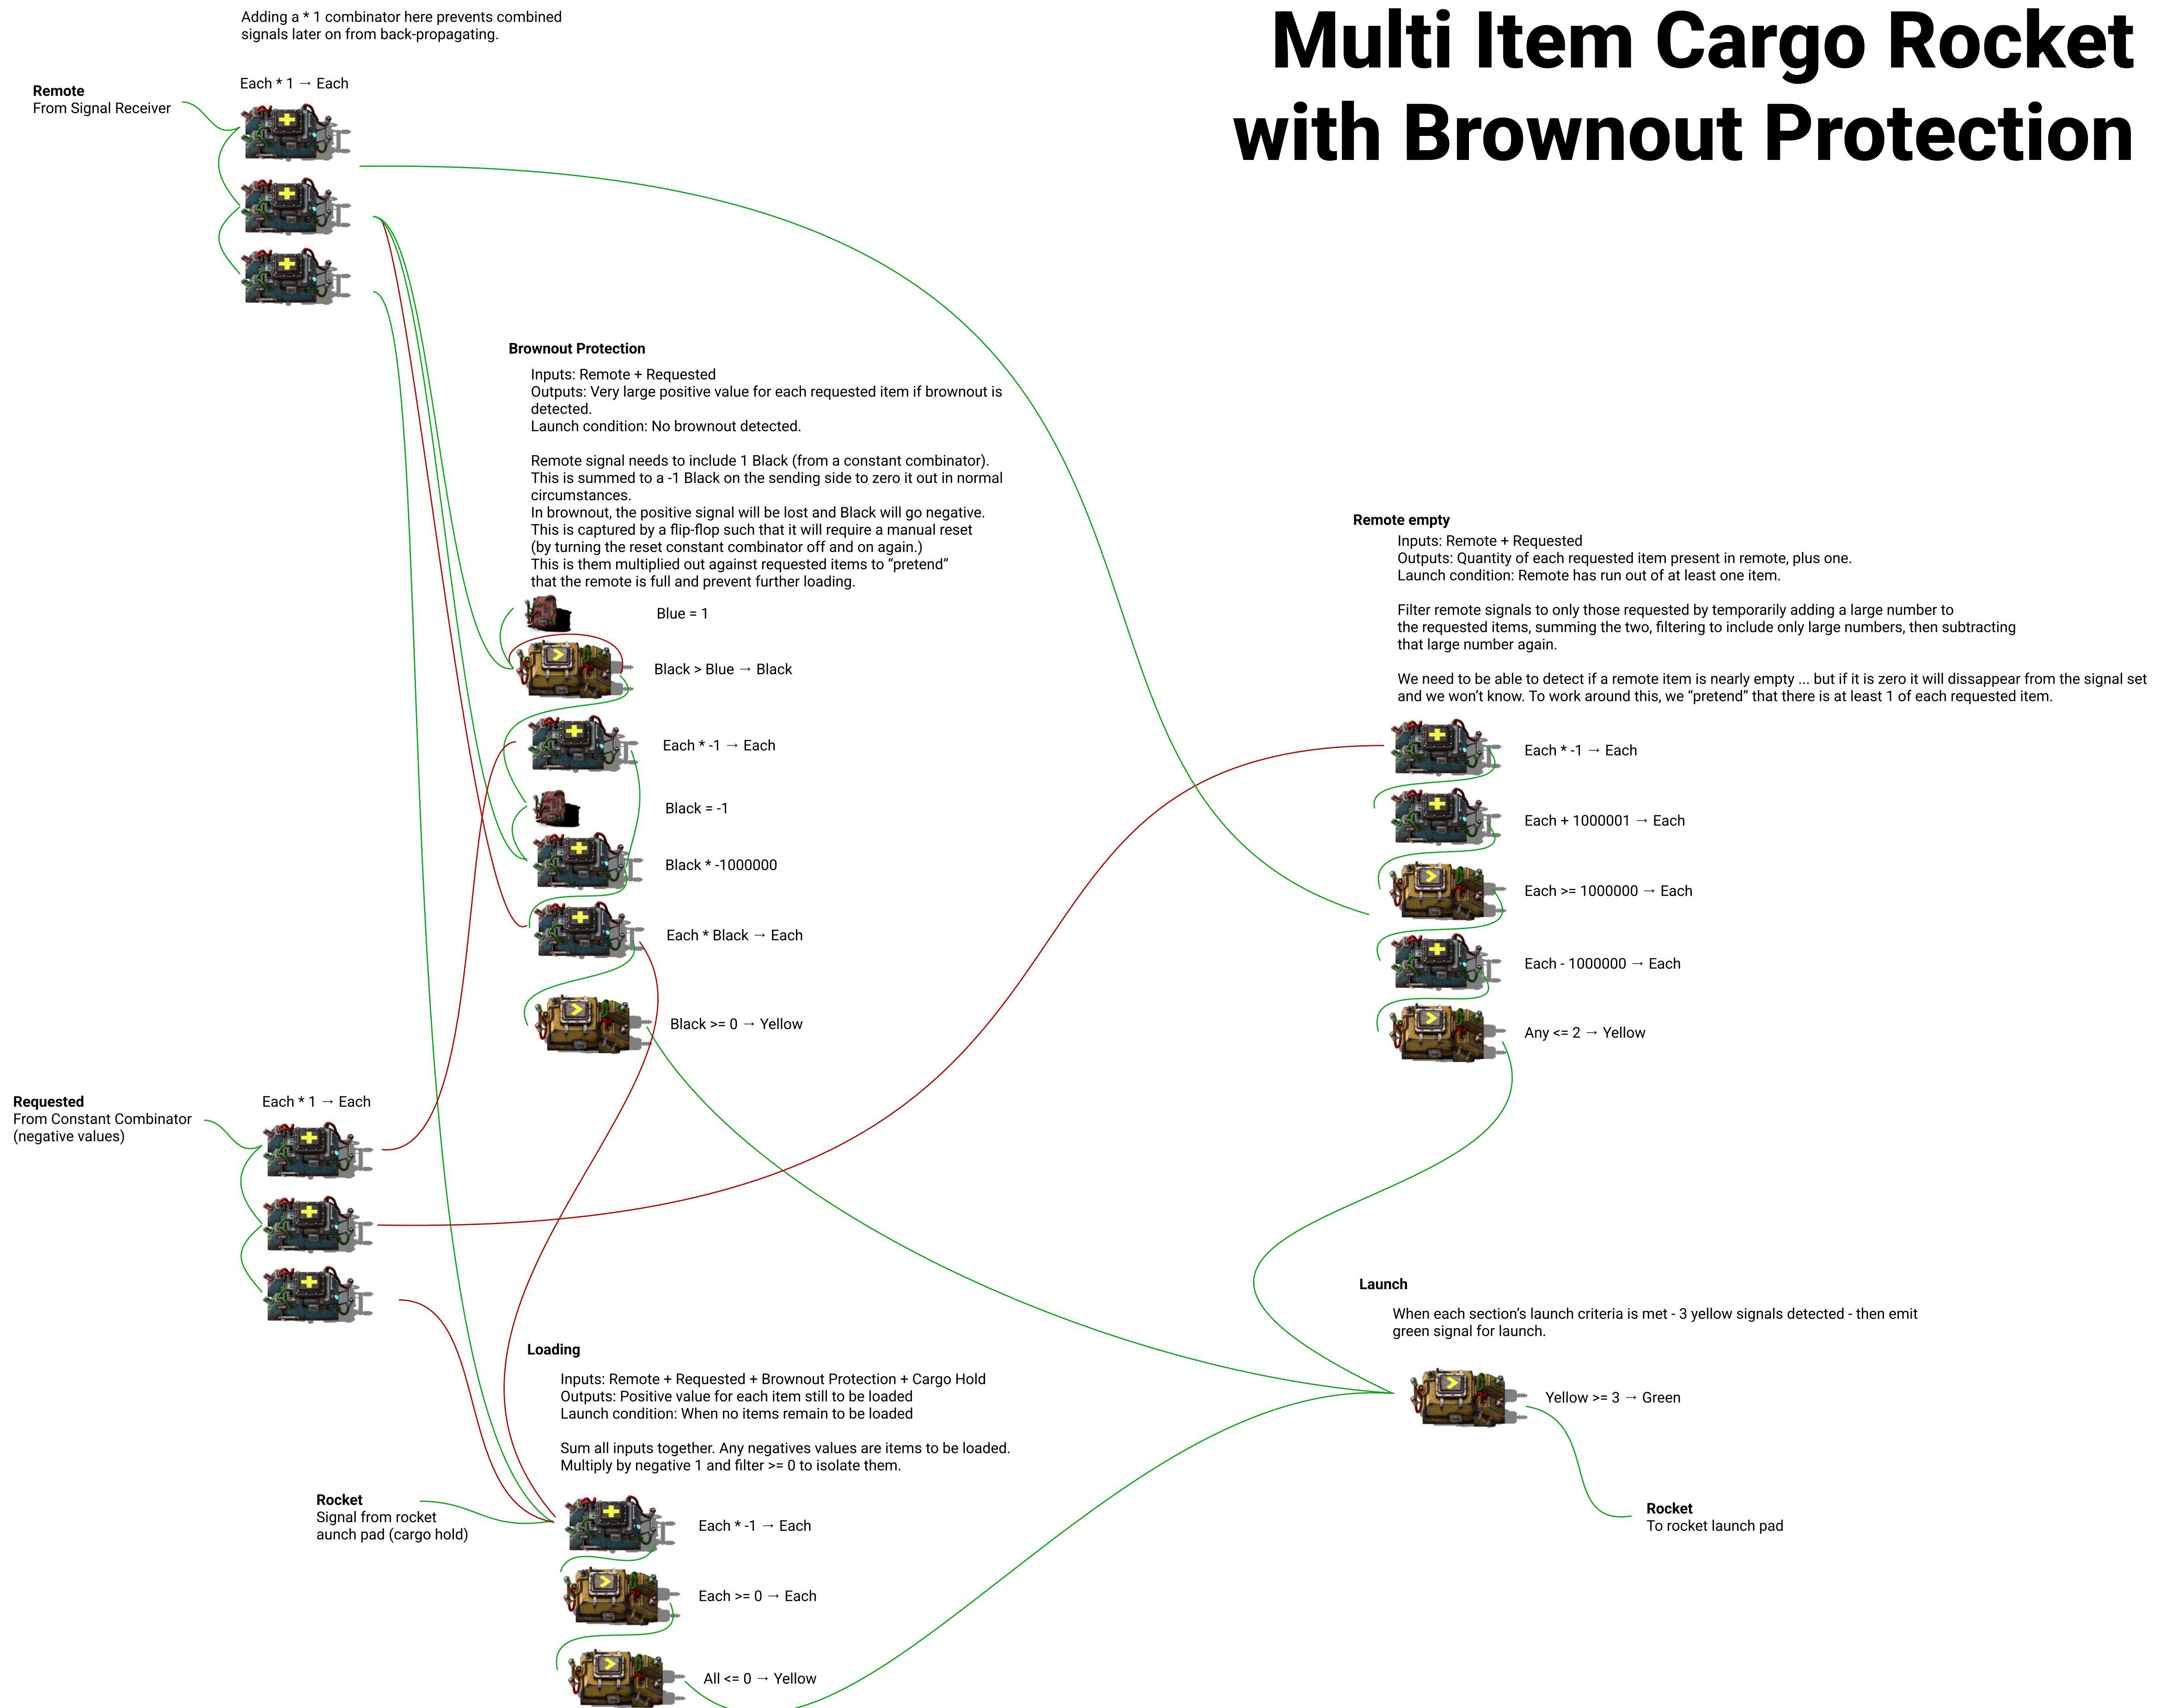 Multi Item Cargo Rocket
with Brownout Protection
Adding a * 1 combinator here prevents combined
signals later on from back-propagating.
Each * 1 → Each
Remote
From Signal Receiver
Brownout Protection
Inputs: Remote + Requested
Outputs: Very large positive value for each requested item if brownout is
detected.
Launch condition: No brownout detected.
Remote signal needs to include 1 Black (from a constant combinator).
This is summed to a -1 Black on the sending side to zero it out in normal
circumstances.
In brownout, the positive signal will be lost and Black will go negative.
This is captured by a flip-flop such that it will require a manual reset
(by turning the reset constant combinator off and on again.)
This is them multiplied out against requested items to “pretend”
that the remote is full and prevent further loading.
Blue = 1
Black > Blue → Black
Each * -1 → Each
Black = -1
Black * -1000000
Each * Black → Each
Black >= 0 → Yellow
Remote empty
Inputs: Remote + Requested
Outputs: Quantity of each requested item present in remote, plus one.
Launch condition: Remote has run out of at least one item.
Filter remote signals to only those requested by temporarily adding a large number to
the requested items, summing the two, filtering to include only large numbers, then subtracting
that large number again.
We need to be able to detect if a remote item is nearly empty ... but if it is zero it will dissappear from the signal set
and we won’t know. To work around this, we “pretend” that there is at least 1 of each requested item.
Each * -1 → Each
Each + 1000001 → Each
Each >= 1000000 → Each
Each - 1000000 → Each
Any <= 2 → Yellow
Requested
From Constant Combinator
(negative values)
Each * 1 → Each
Loading
Inputs: Remote + Requested + Brownout Protection + Cargo Hold
Outputs: Positive value for each item still to be loaded
Launch condition: When no items remain to be loaded
Sum all inputs together. Any negatives values are items to be loaded.
Multiply by negative 1 and filter >= 0 to isolate them.
Rocket
Signal from rocket
aunch pad (cargo hold)
Each * -1 → Each
Each >= 0 → Each
All <= 0 → Yellow
Launch
When each section’s launch criteria is met - 3 yellow signals detected - then emit
green signal for launch.
Yellow >= 3 → Green
Rocket
To rocket launch pad